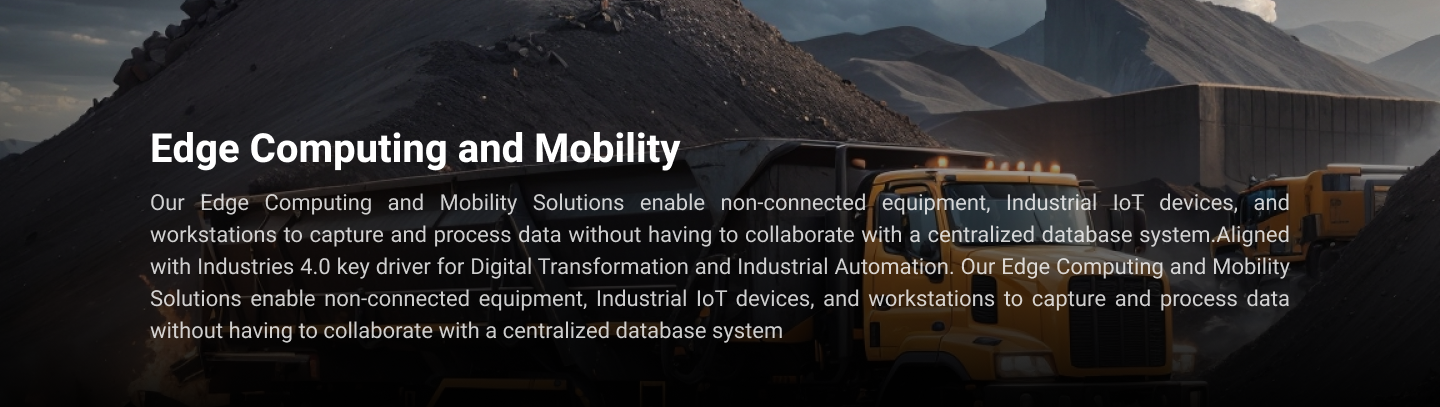 Edge Computing and Mobility
Our Edge Computing and Mobility Solutions enable non-connected equipment, Industrial IoT devices, and
workstations to capture and process data without having to collaborate with a centralized database system.Aligned
with Industries 4.0 key driver for Digital Transformation and Industrial Automation. Our Edge Computing and Mobility
Solutions enable non-connected equipment, Industrial IoT devices, and workstations to capture and process data
without having to collaborate with a centralized database system